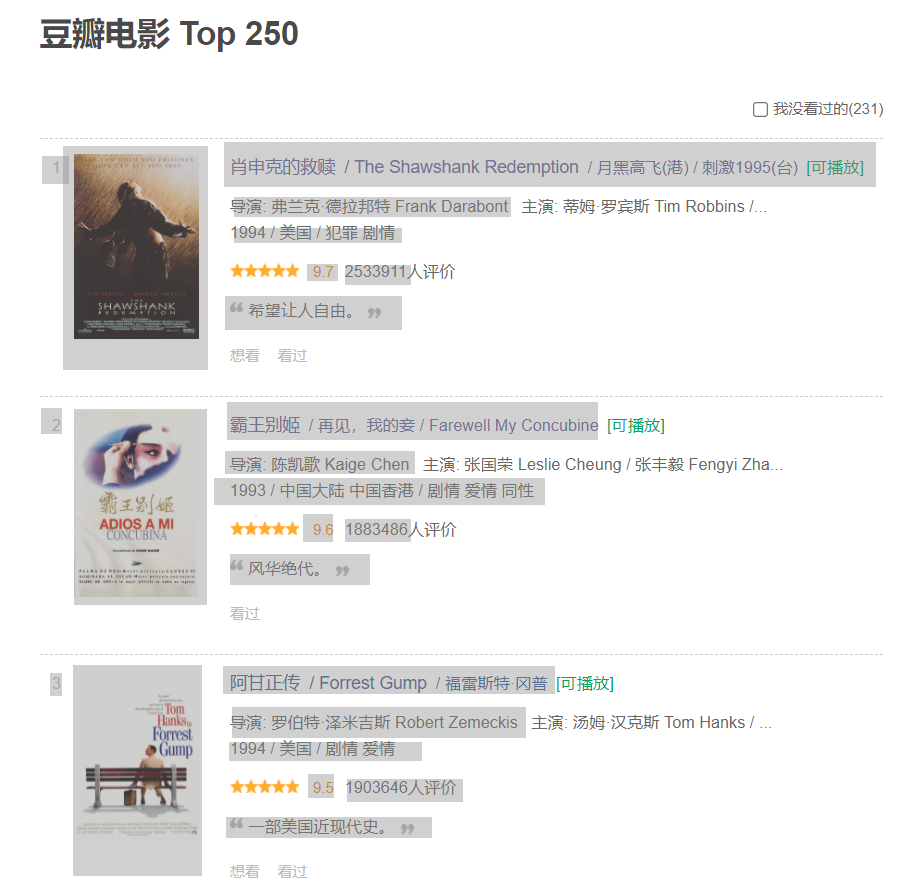 豆瓣电影 Top 250
我没看过的(231)
1
肖申克的救赎 / The Shawshank Redemption / 月黑高飞(港) / 刺激1995(台) [可播放]
导演: 弗兰克·德拉邦特 Frank Darabont 主演: 蒂姆·罗宾斯 Tim Robbins /...
1994 / 美国 / 犯罪 剧情
9.7 2533911人评价
“ 希望让人自由。 ”
想看 看过
THE
SHAWSHANK
REDEMPTION
2
霸王别姬 / 再见，我的妾 / Farewell My Concubine [可播放]
导演: 陈凯歌 Kaige Chen 主演: 张国荣 Leslie Cheung / 张丰毅 Fengyi Zha...
1993 / 中国大陆 中国香港 / 剧情 爱情 同性
9.6 1883486人评价
“ 风华绝代。 ”
看过
霸王别姬
ADIOS A MI
CONCUBINA
3
阿甘正传 / Forrest Gump / 福雷斯特·冈普 [可播放]
导演: 罗伯特·泽米吉斯 Robert Zemeckis 主演: 汤姆·汉克斯 Tom Hanks / ...
1994 / 美国 / 剧情 爱情
9.5 1903646人评价
“ 一部美国近现代史。 ”
想看 看过
Tom
Hanks is
Forrest
Gump